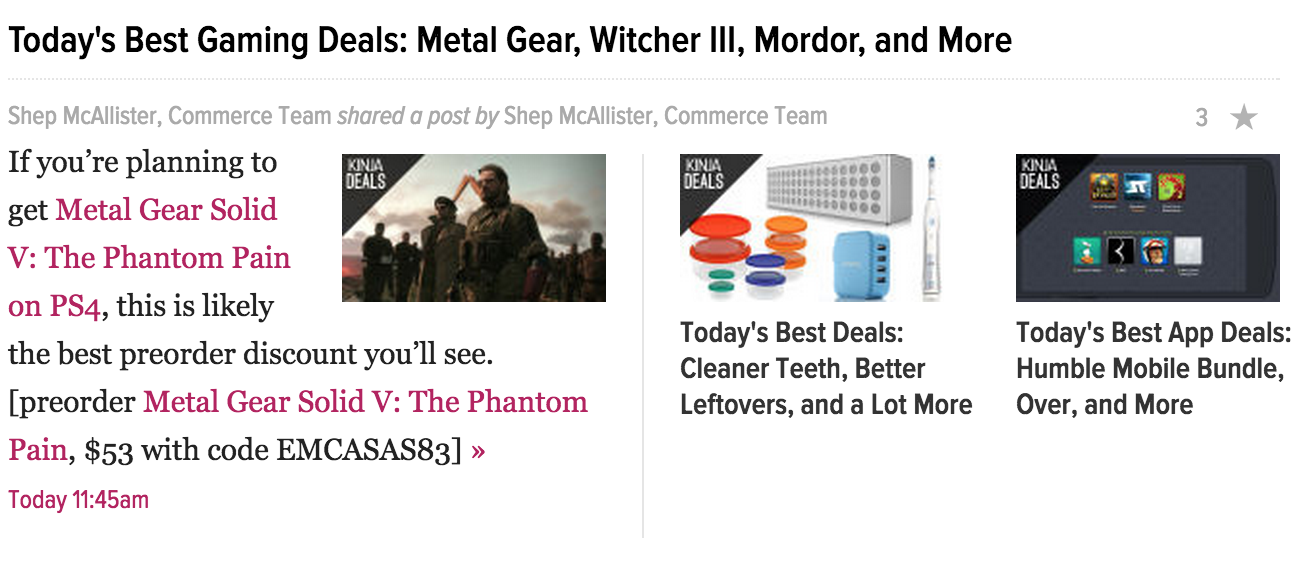 Today's Best Gaming Deals: Metal Gear, Witcher III, Mordor, and More
Shep McAllister, Commerce Team shared a post by Shep McAllister, Commerce Team
3
If you’re planning to
get Metal Gear Solid
V: The Phantom Pain
on PS4, this is likely
the best preorder discount you’ll see.
[preorder Metal Gear Solid V: The Phantom
Pain, $53 with code EMCASAS83] »
Today 11:45am
KINJA
DEALS
KINJA
DEALS
Today's Best Deals:
Cleaner Teeth, Better
Leftovers, and a Lot More
KINJA
DEALS
Today's Best App Deals:
Humble Mobile Bundle,
Over, and More